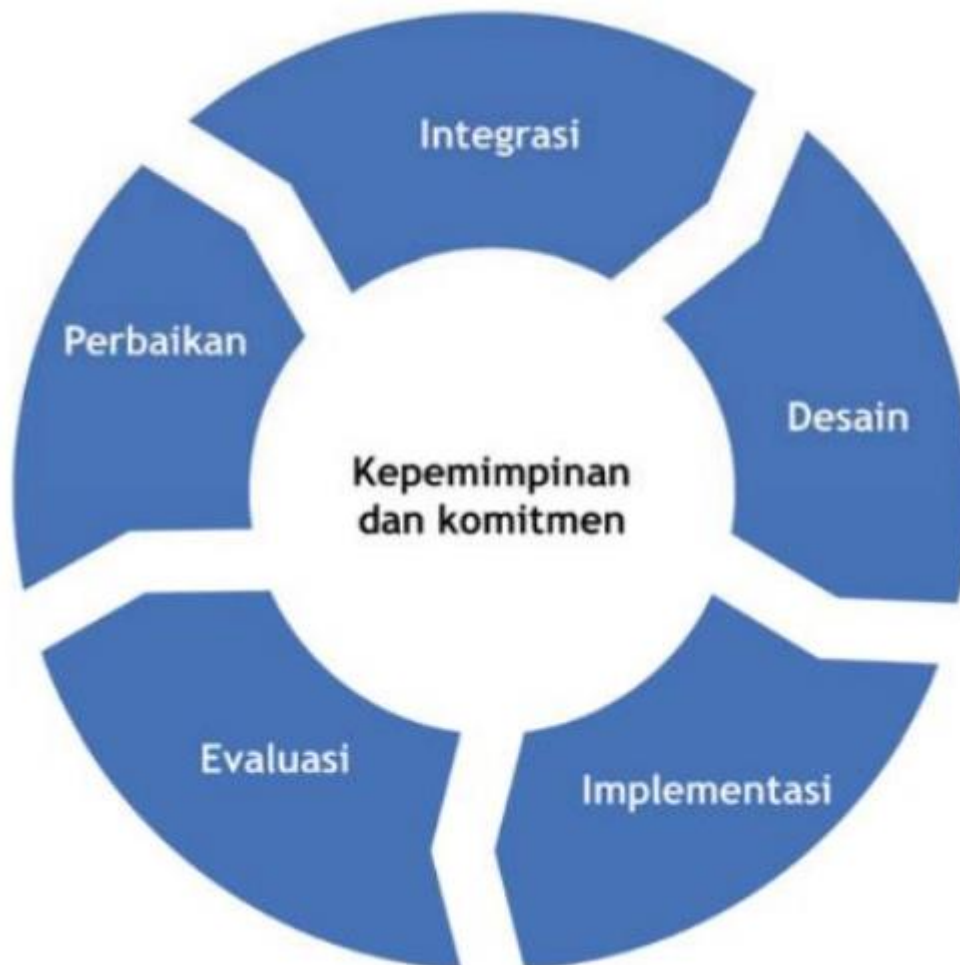 Integrasi
Desain
Implementasi
Evaluasi
Perbaikan
Kepemimpinan
dan komitmen